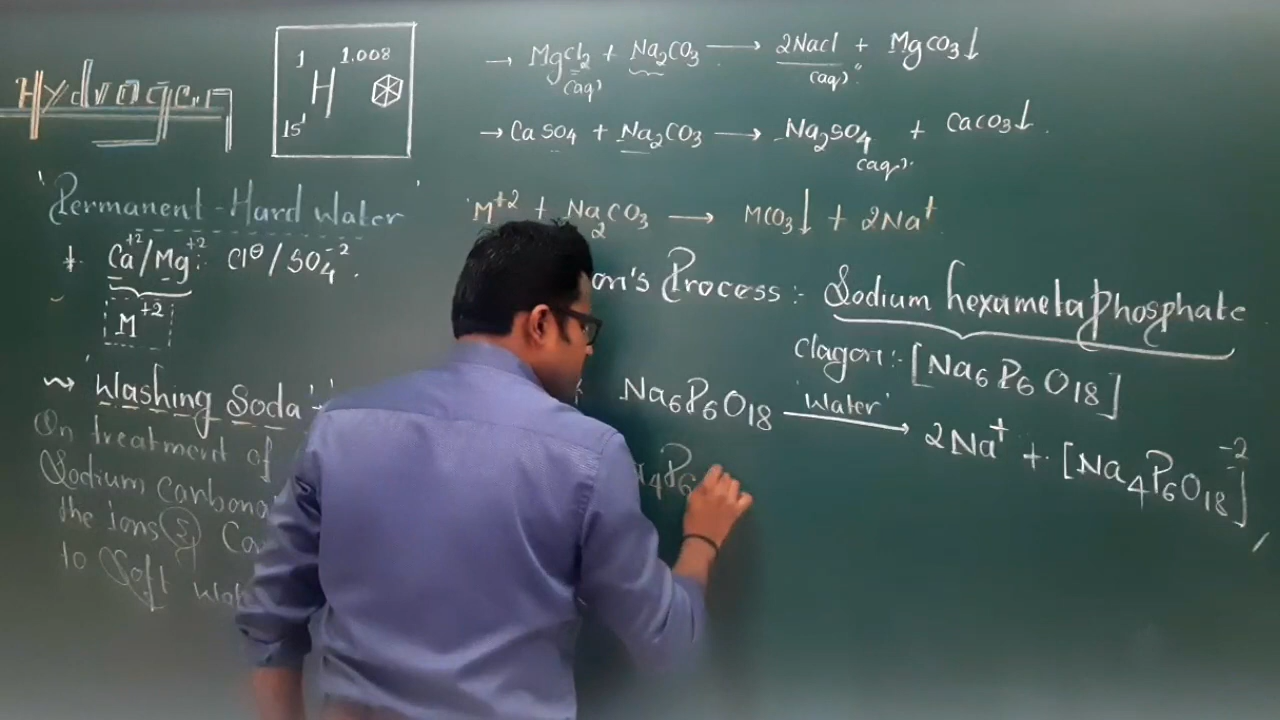 Hydrogen
1 1.008
H
1s¹
→ MgCl₂ + Na₂CO₃ → 2NaCl + MgCO₃↓
(aq) (aq)
→ CaSO₄ + Na₂CO₃ → Na₂SO₄ + CaCO₃↓
(aq)
M⁺² + Na₂CO₃ → MCO₃↓ + 2Na⁺
'Permanent-Hard Water'
Ca⁺²/Mg⁺²: Cl⊖/SO₄⁻².
M⁺²
Washing Soda
On treatment of
Sodium
the ions
to Soft
on's Process :- Sodium hexametaphosphate
Clagon :- [Na₆P₆O₁₈]
Na₆P₆O₁₈ →'Water' 2Na⁺ + [Na₄P₆O₁₈]⁻²
₄P₆